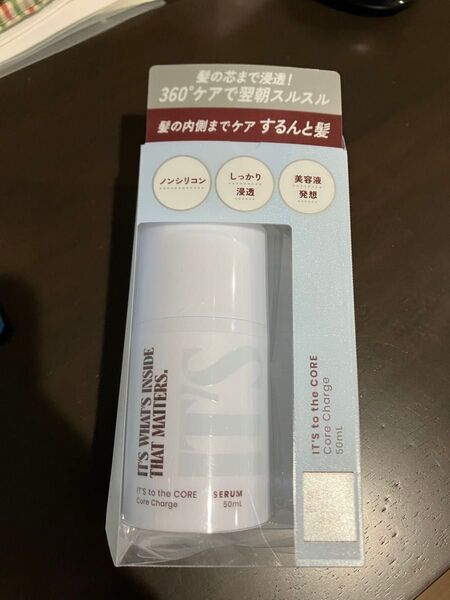 髪の芯まで浸透！
360°ケアで翌朝スルスル
髪の内側までケア するんと髪
ノンシリコン
しっかり
浸透
美容液
発想
IT'S WHAT'S INSIDE
THAT MATTERS.
IT'S
IT'S to the CORE
Core Charge
SERUM
50mL
IT'S to the CORE
Core Charge
50mL